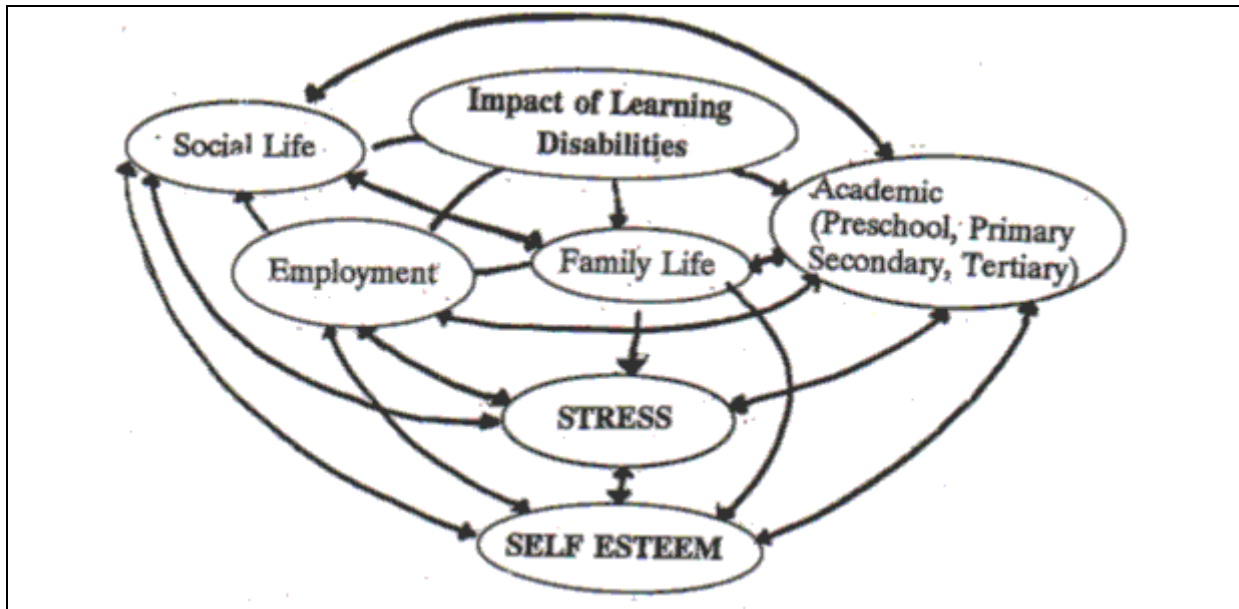 Impact of Learning
Disabilities
Social Life
Academic
(Preschool, Primary
Secondary, Tertiary)
Employment
Family Life
STRESS
SELF ESTEEM